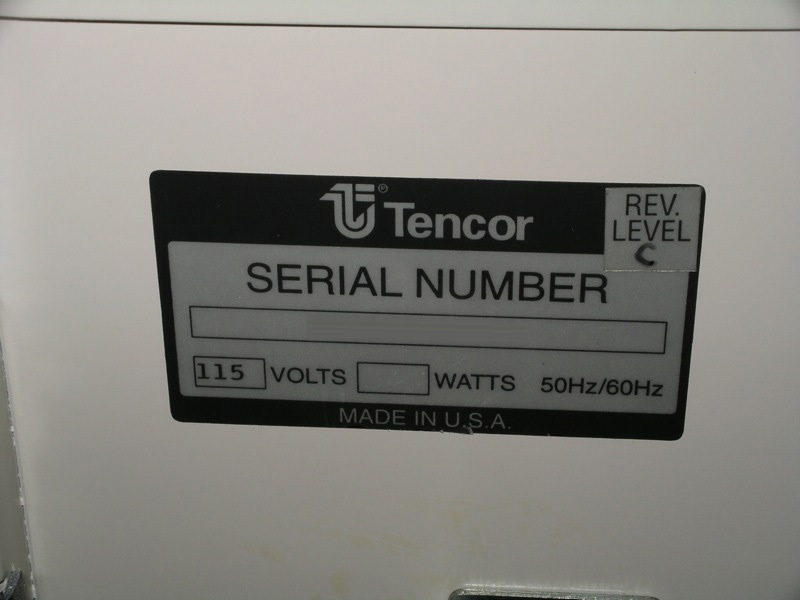 ® Tencor
REV.
LEVEL
C
SERIAL NUMBER
115 VOLTS WATTS 50Hz/60Hz
MADE IN U.S.A.